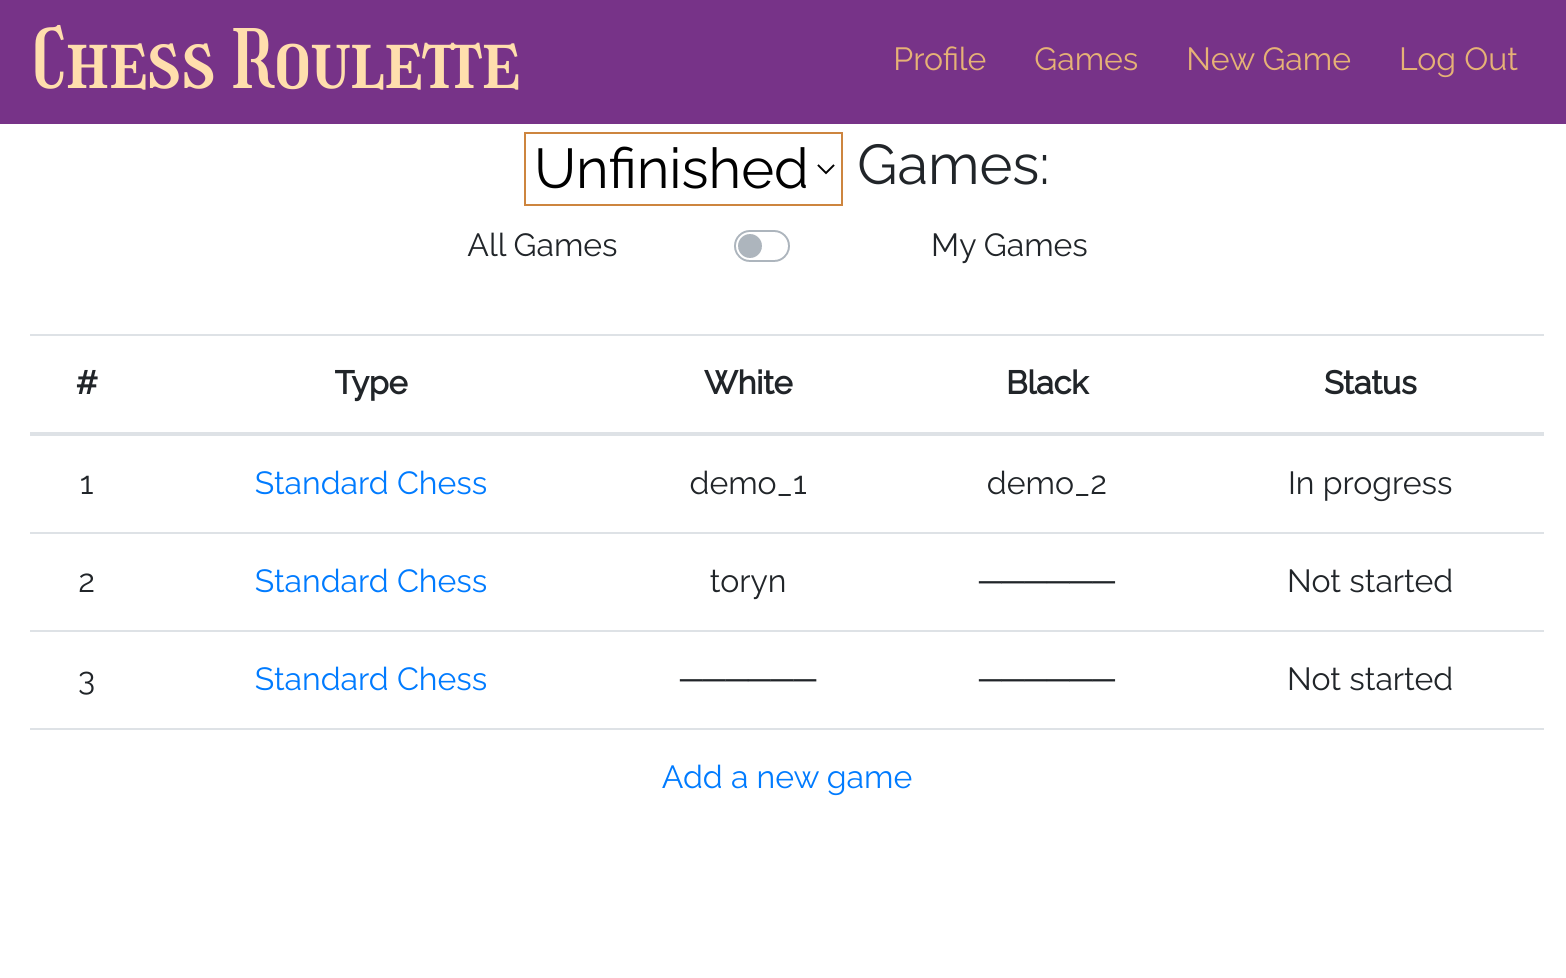 Chess Roulette Profile Games New Game Log Out
Unfinished Games:
All Games My Games
# Type White Black Status
1 Standard Chess demo_1 demo_2 In progress
2 Standard Chess toryn Not started
3 Standard Chess Not started
Add a new game